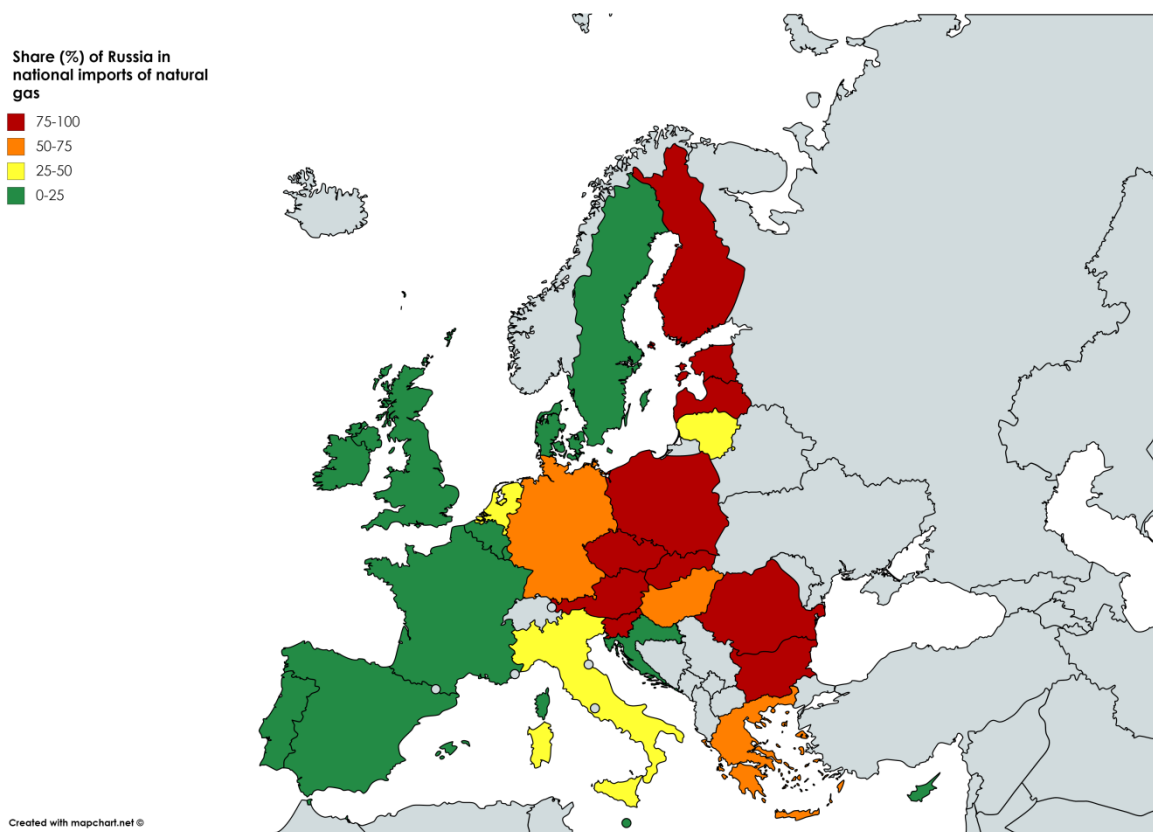 Share (%) of Russia in
national imports of natural
gas
75-100
50-75
25-50
0-25
Created with mapchart.net ©